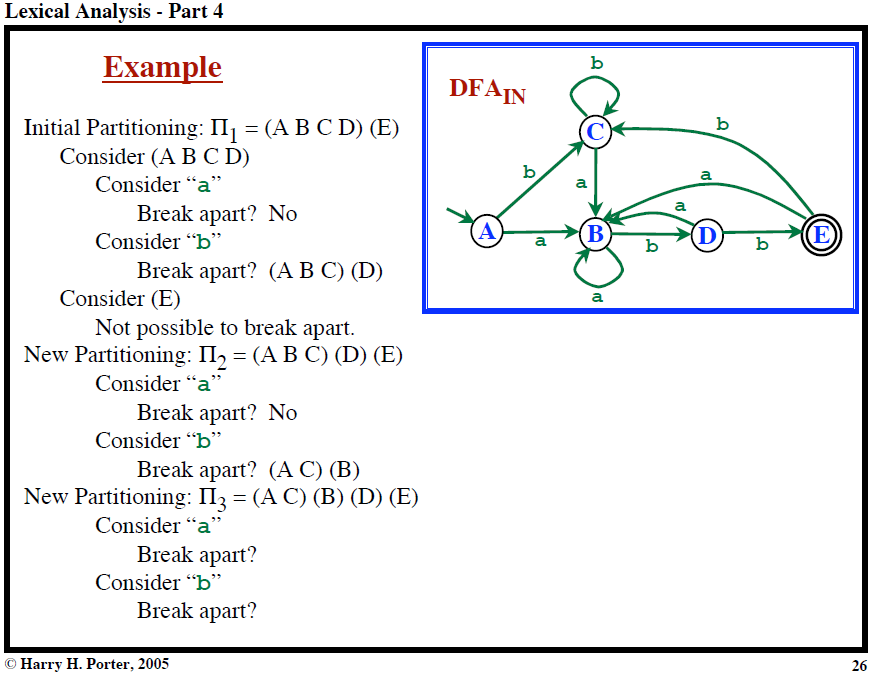 Lexical Analysis - Part 4
Example
Initial Partitioning: Π1 = (A B C D) (E)
Consider (A B C D)
Consider “a”
Break apart? No
Consider “b”
Break apart? (A B C) (D)
Consider (E)
Not possible to break apart.
New Partitioning: Π2 = (A B C) (D) (E)
Consider “a”
Break apart? No
Consider “b”
Break apart? (A C) (B)
New Partitioning: Π3 = (A C) (B) (D) (E)
Consider “a”
Break apart?
Consider “b”
Break apart?
DFAIN
b
C
b
b
a
a
a
A
a
B
b
D
b
E
a
© Harry H. Porter, 2005
26